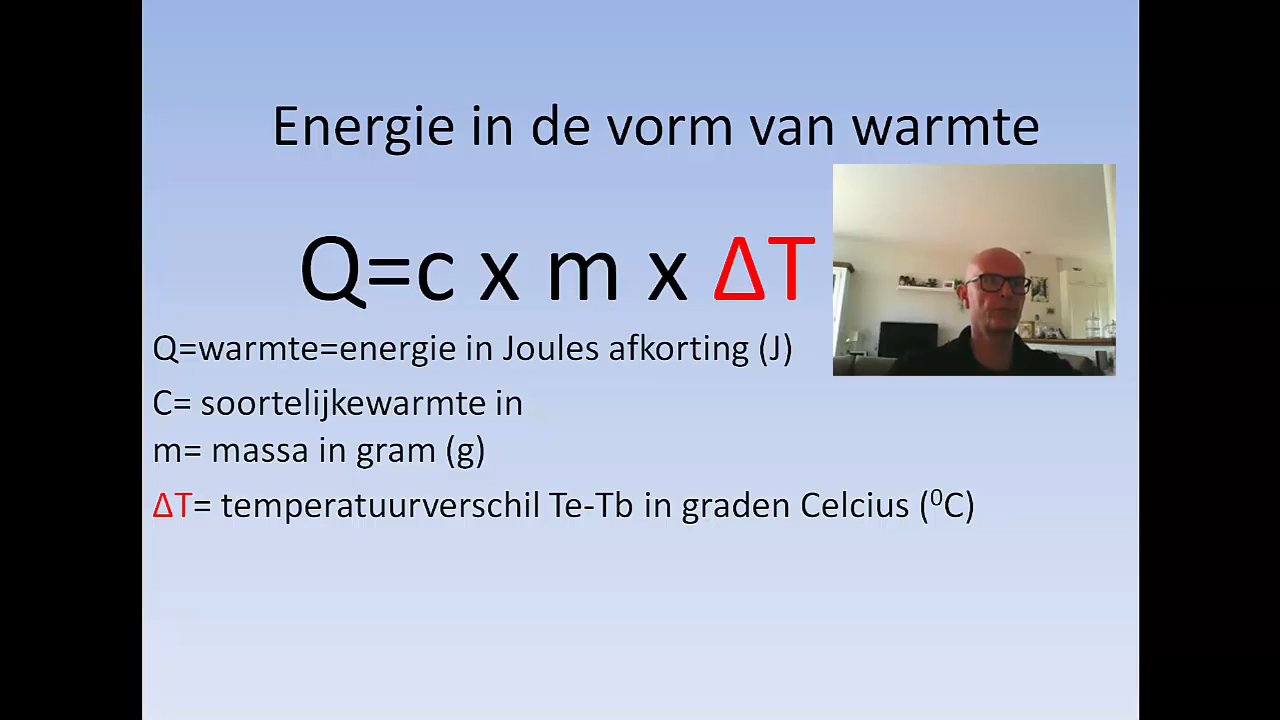 Energie in de vorm van warmte
Q=c x m x ΔT
Q=warmte=energie in Joules afkorting (J)
C= soortelijkewarmte in
m= massa in gram (g)
ΔT= temperatuurverschil Te-Tb in graden Celcius (⁰C)